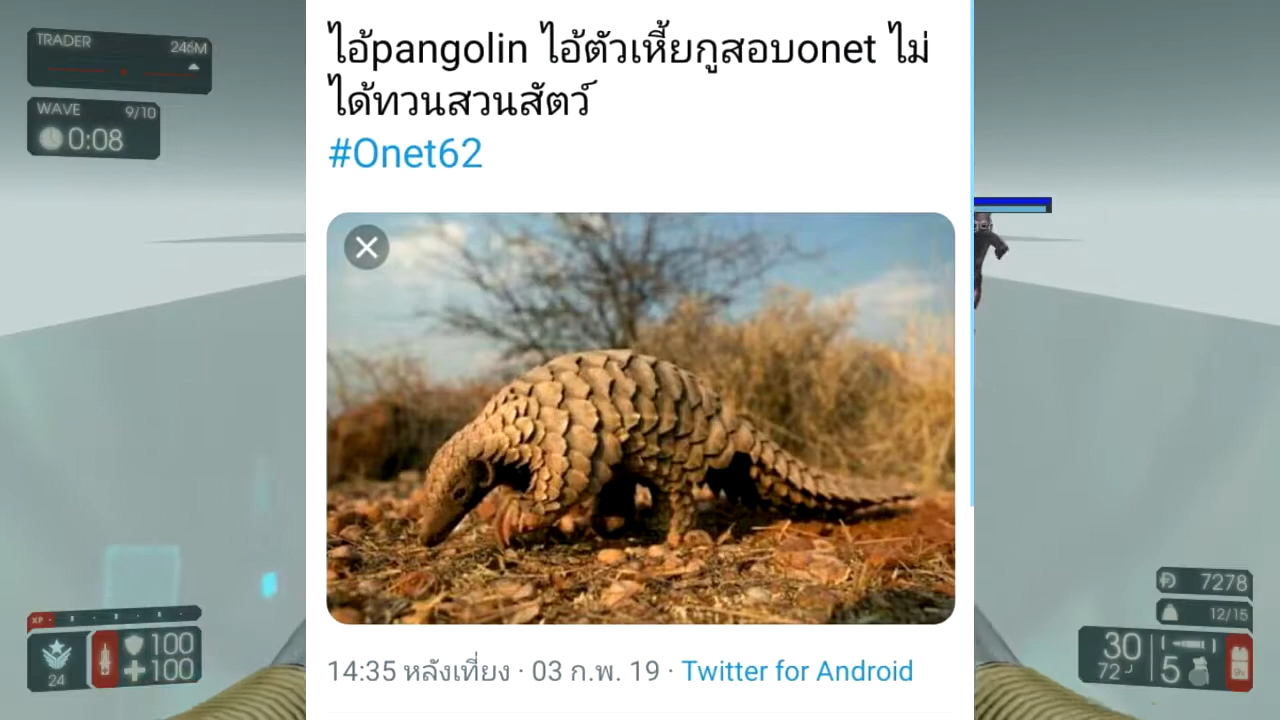 TRADER 246M
WAVE 9/10
0:08
ไอ้pangolin ไอ้ตัวเหี้ยกูสอบonet ไม่
ได้ทวนสวนสัตว์
#Onet62
14:35 หลังเที่ยง · 03 ก.พ. 19 · Twitter for Android
XP
24
100
100
7278
12/15
30
72
5